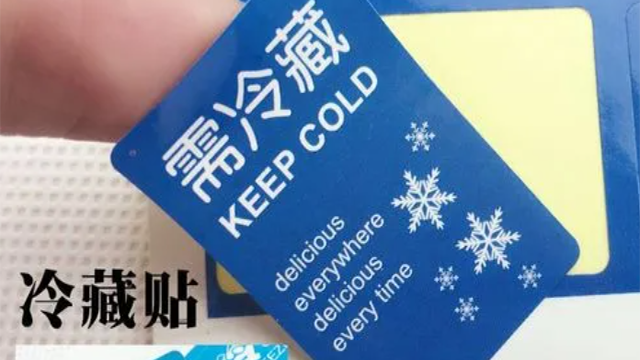 需冷藏
KEEP COLD
delicious
everywhere
delicious
every time
冷藏贴